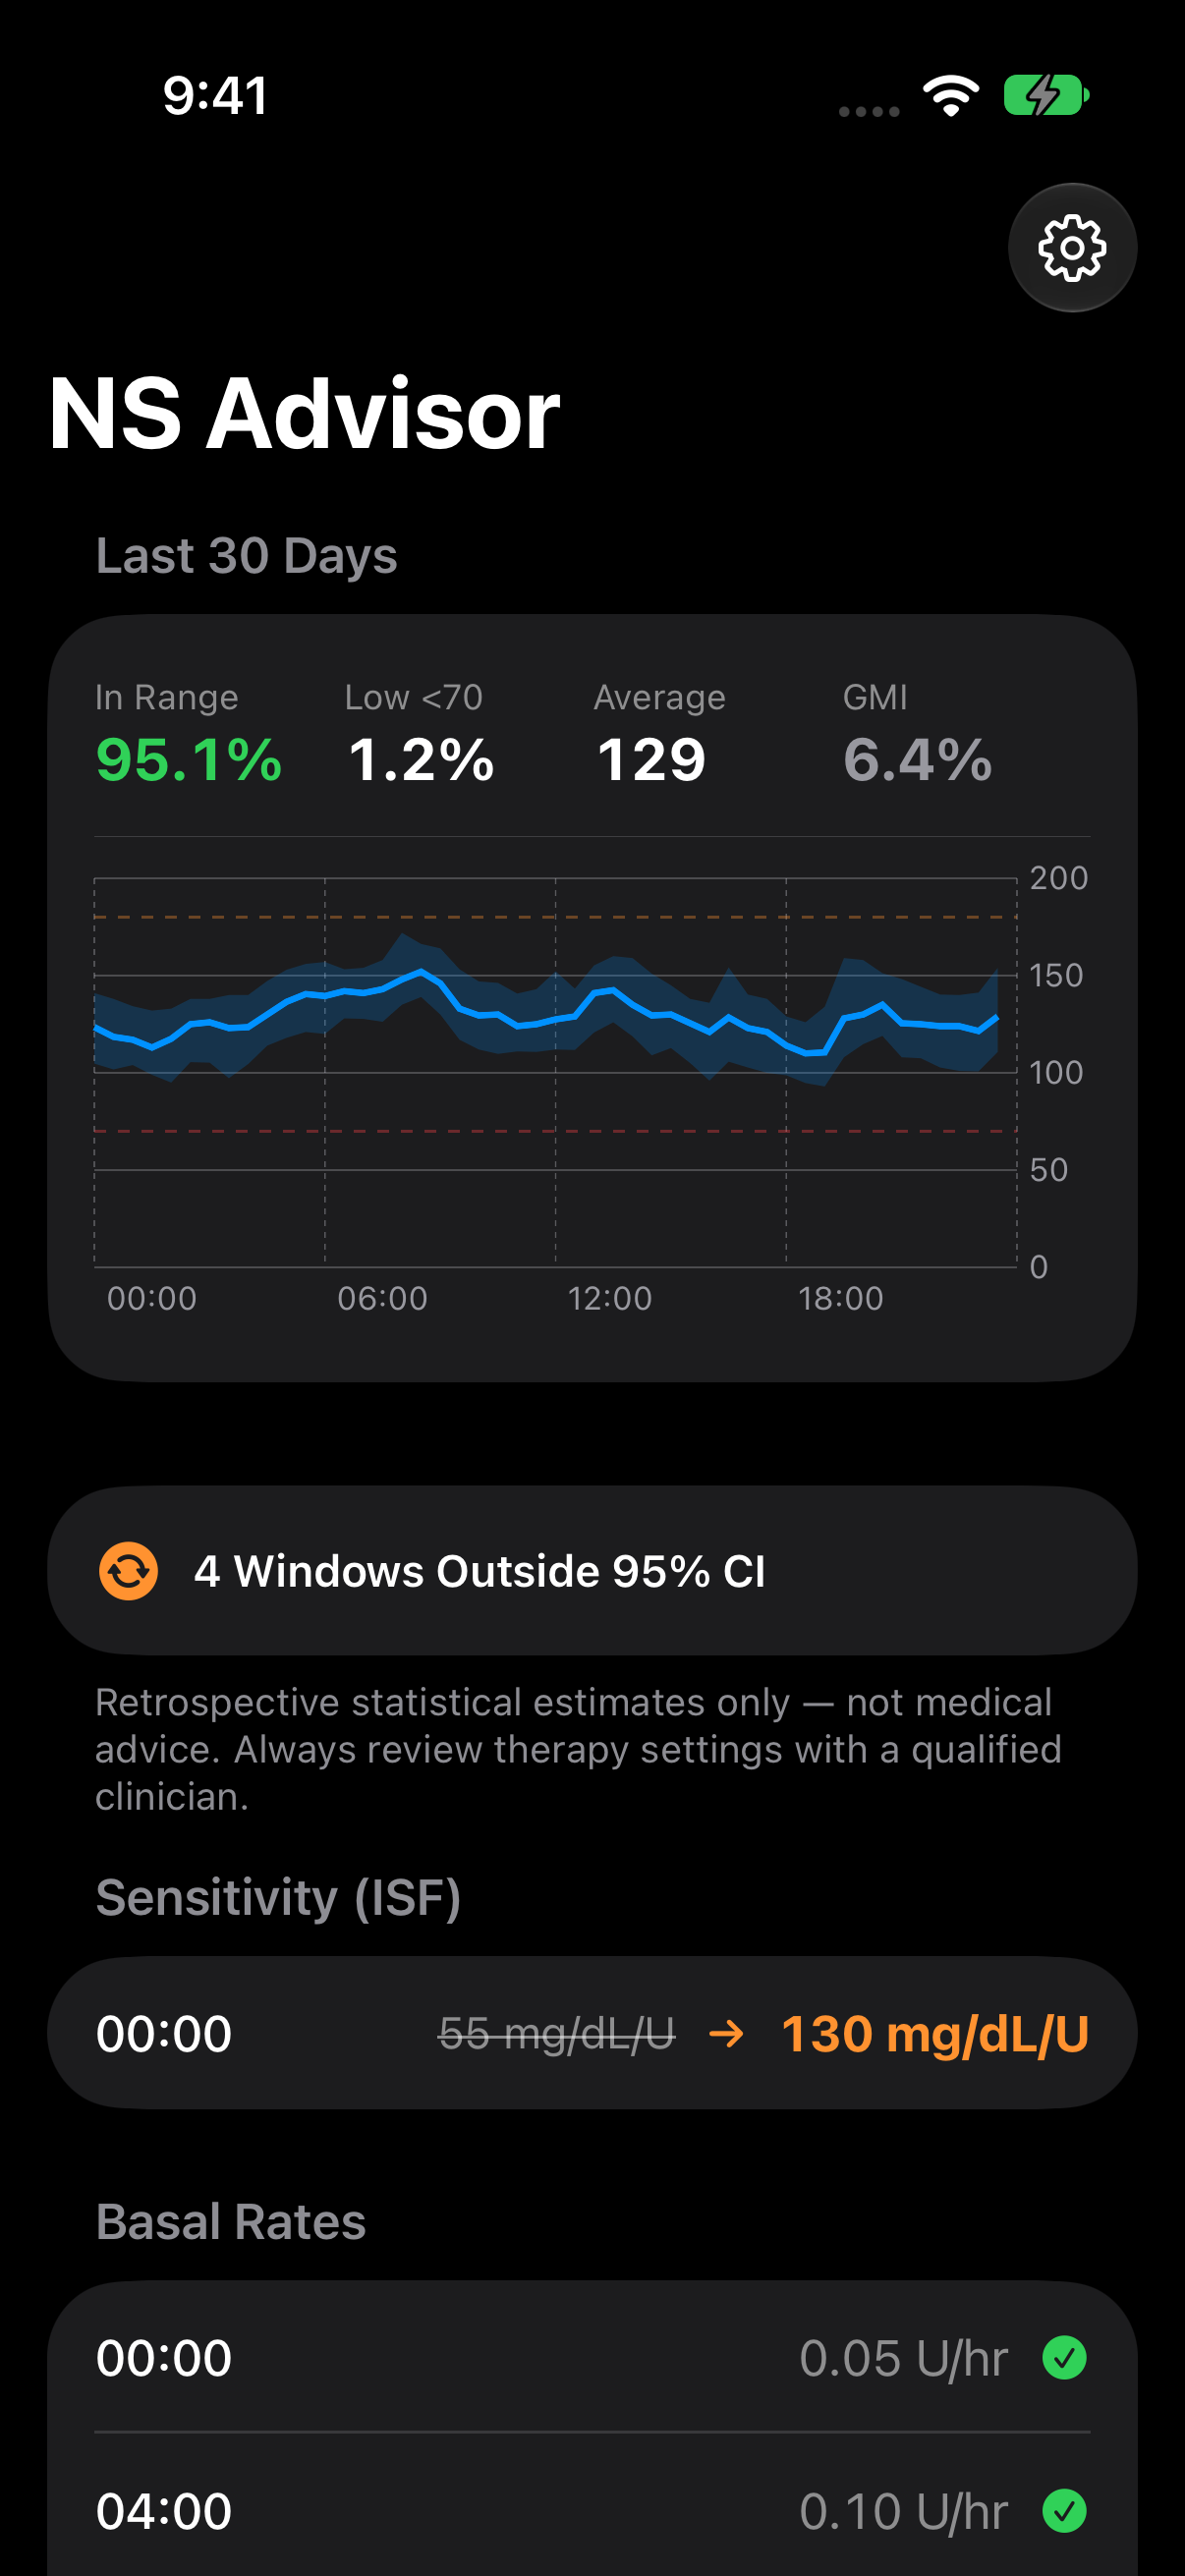 9:41
NS Advisor
Last 30 Days
In Range Low <70 Average GMI
95.1% 1.2% 129 6.4%
200
150
100
50
0
00:00 06:00 12:00 18:00
4 Windows Outside 95% CI
Retrospective statistical estimates only — not medical
advice. Always review therapy settings with a qualified
clinician.
Sensitivity (ISF)
00:00 55 mg/dL/U → 130 mg/dL/U
Basal Rates
00:00 0.05 U/hr
04:00 0.10 U/hr